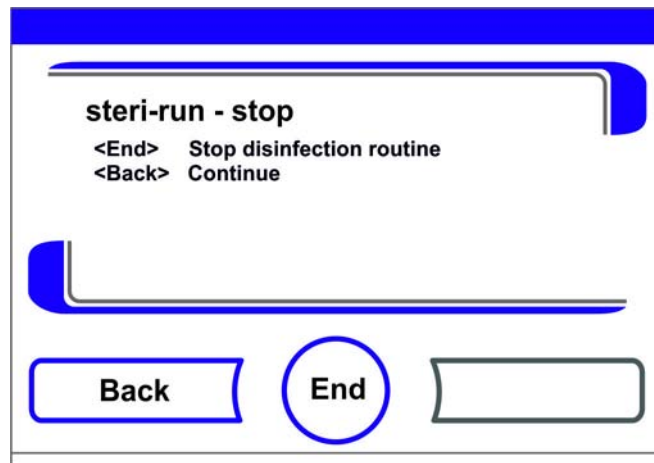 steri-run - stop
<End> Stop disinfection routine
<Back> Continue
Back
End